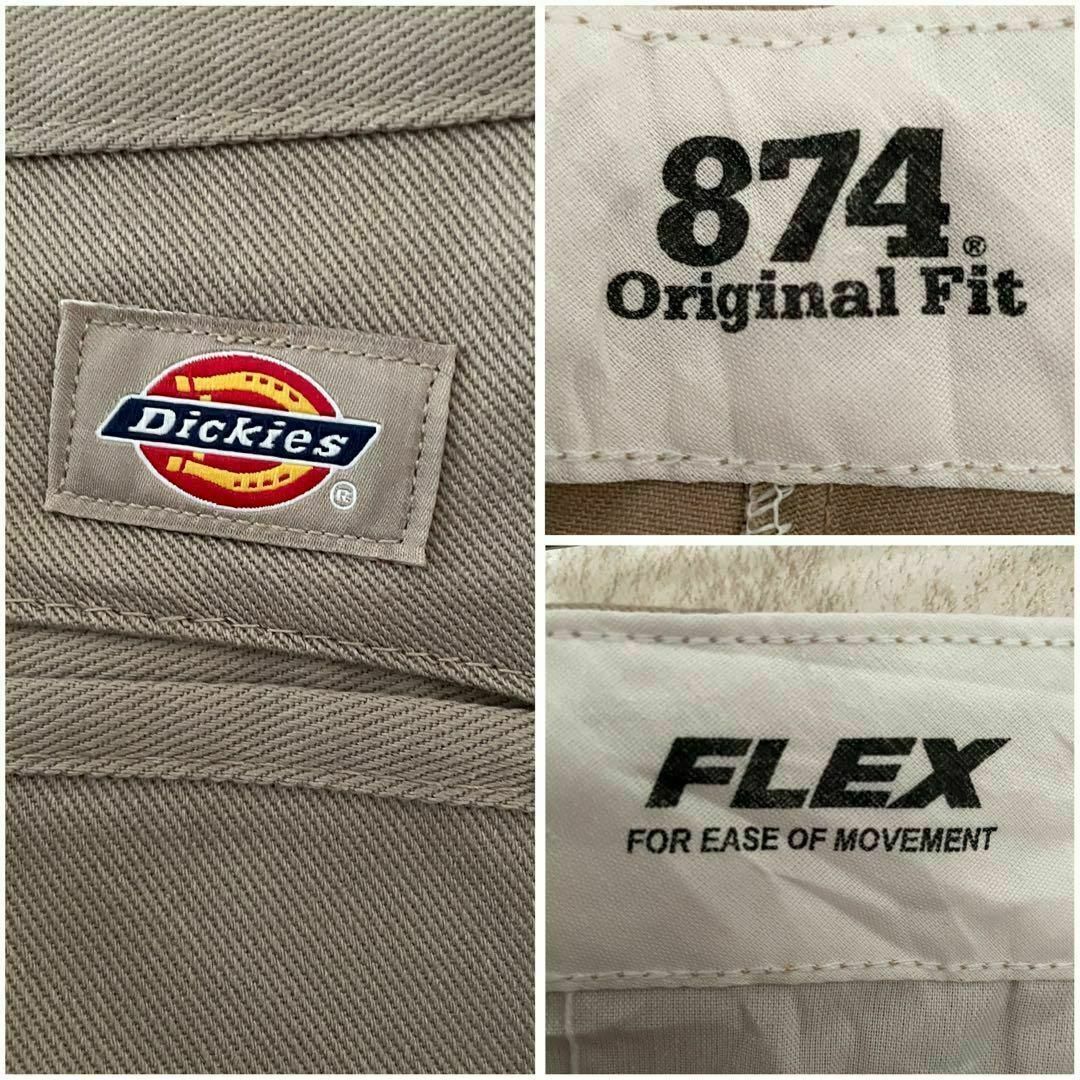 Dickies
®
874®
Original Fit
FLEX
FOR EASE OF MOVEMENT